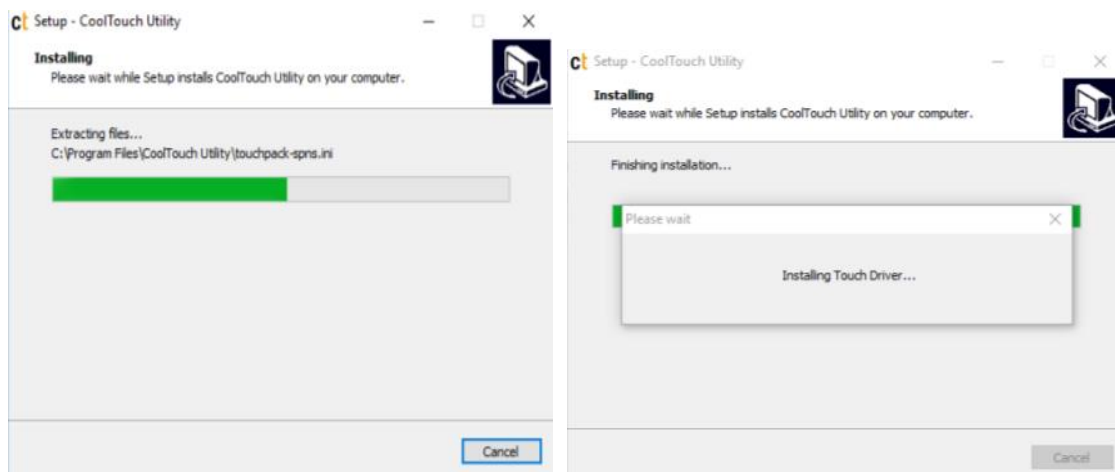 ct Setup - CoolTouch Utility
Installing
Please wait while Setup installs CoolTouch Utility on your computer.
Extracting files...
C:\Program Files\CoolTouch Utility\touchpack-spns.ini
Cancel
ct Setup - CoolTouch Utility
Installing
Please wait while Setup installs CoolTouch Utility on your computer.
Finishing installation...
Please wait
Installing Touch Driver...
Cancel